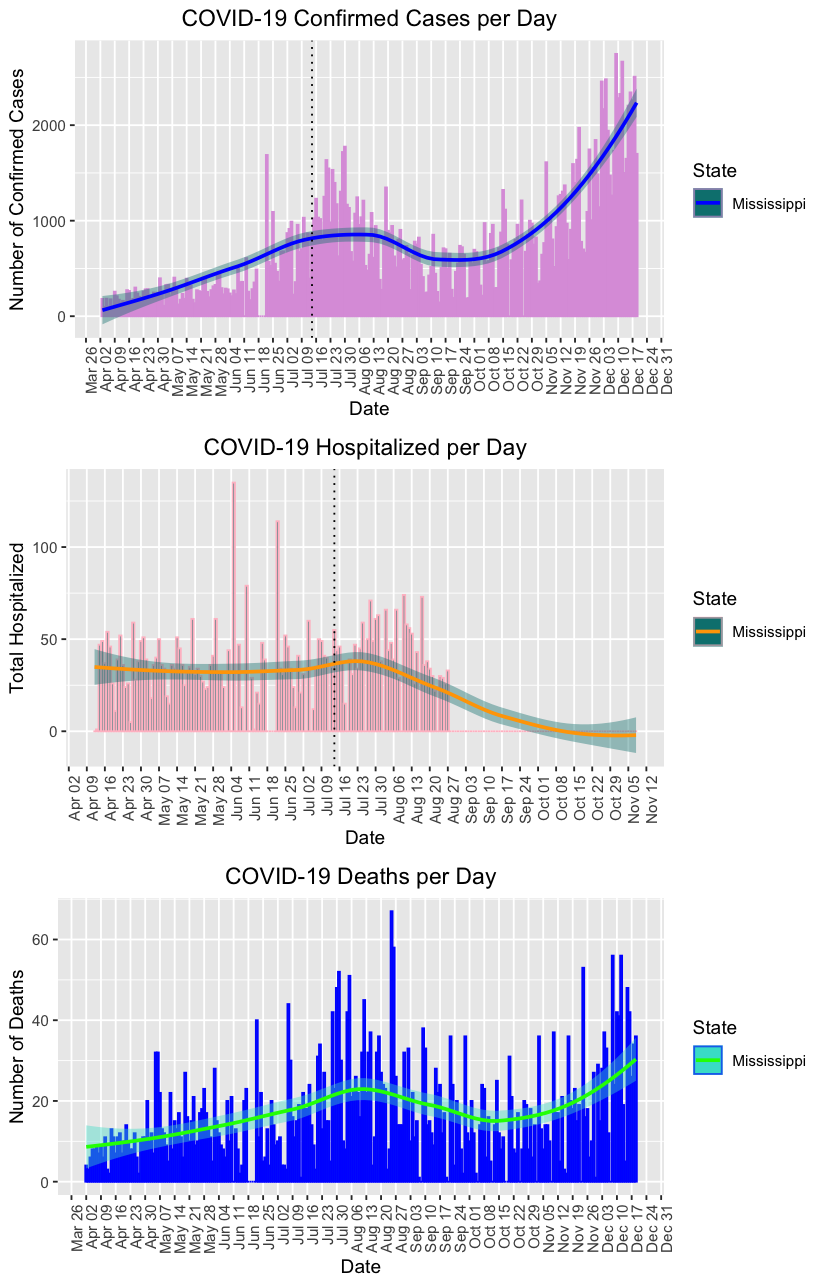 COVID-19 Confirmed Cases per Day
Number of Confirmed Cases
2000
1000
0
Mar 26
Apr 02
Apr 09
Apr 16
Apr 23
Apr 30
May 07
May 14
May 21
May 28
Jun 04
Jun 11
Jun 18
Jun 25
Jul 02
Jul 09
Jul 16
Jul 23
Jul 30
Aug 06
Aug 13
Aug 20
Aug 27
Sep 03
Sep 10
Sep 17
Sep 24
Oct 01
Oct 08
Oct 15
Oct 22
Oct 29
Nov 05
Nov 12
Nov 19
Nov 26
Dec 03
Dec 10
Dec 17
Dec 24
Dec 31
Date
State
Mississippi
COVID-19 Hospitalized per Day
Total Hospitalized
100
50
0
Apr 02
Apr 09
Apr 16
Apr 23
Apr 30
May 07
May 14
May 21
May 28
Jun 04
Jun 11
Jun 18
Jun 25
Jul 02
Jul 09
Jul 16
Jul 23
Jul 30
Aug 06
Aug 13
Aug 20
Aug 27
Sep 03
Sep 10
Sep 17
Sep 24
Oct 01
Oct 08
Oct 15
Oct 22
Oct 29
Nov 05
Nov 12
Date
State
Mississippi
COVID-19 Deaths per Day
Number of Deaths
60
40
20
0
Mar 26
Apr 02
Apr 09
Apr 16
Apr 23
Apr 30
May 07
May 14
May 21
May 28
Jun 04
Jun 11
Jun 18
Jun 25
Jul 02
Jul 09
Jul 16
Jul 23
Jul 30
Aug 06
Aug 13
Aug 20
Aug 27
Sep 03
Sep 10
Sep 17
Sep 24
Oct 01
Oct 08
Oct 15
Oct 22
Oct 29
Nov 05
Nov 12
Nov 19
Nov 26
Dec 03
Dec 10
Dec 17
Dec 24
Dec 31
Date
State
Mississippi